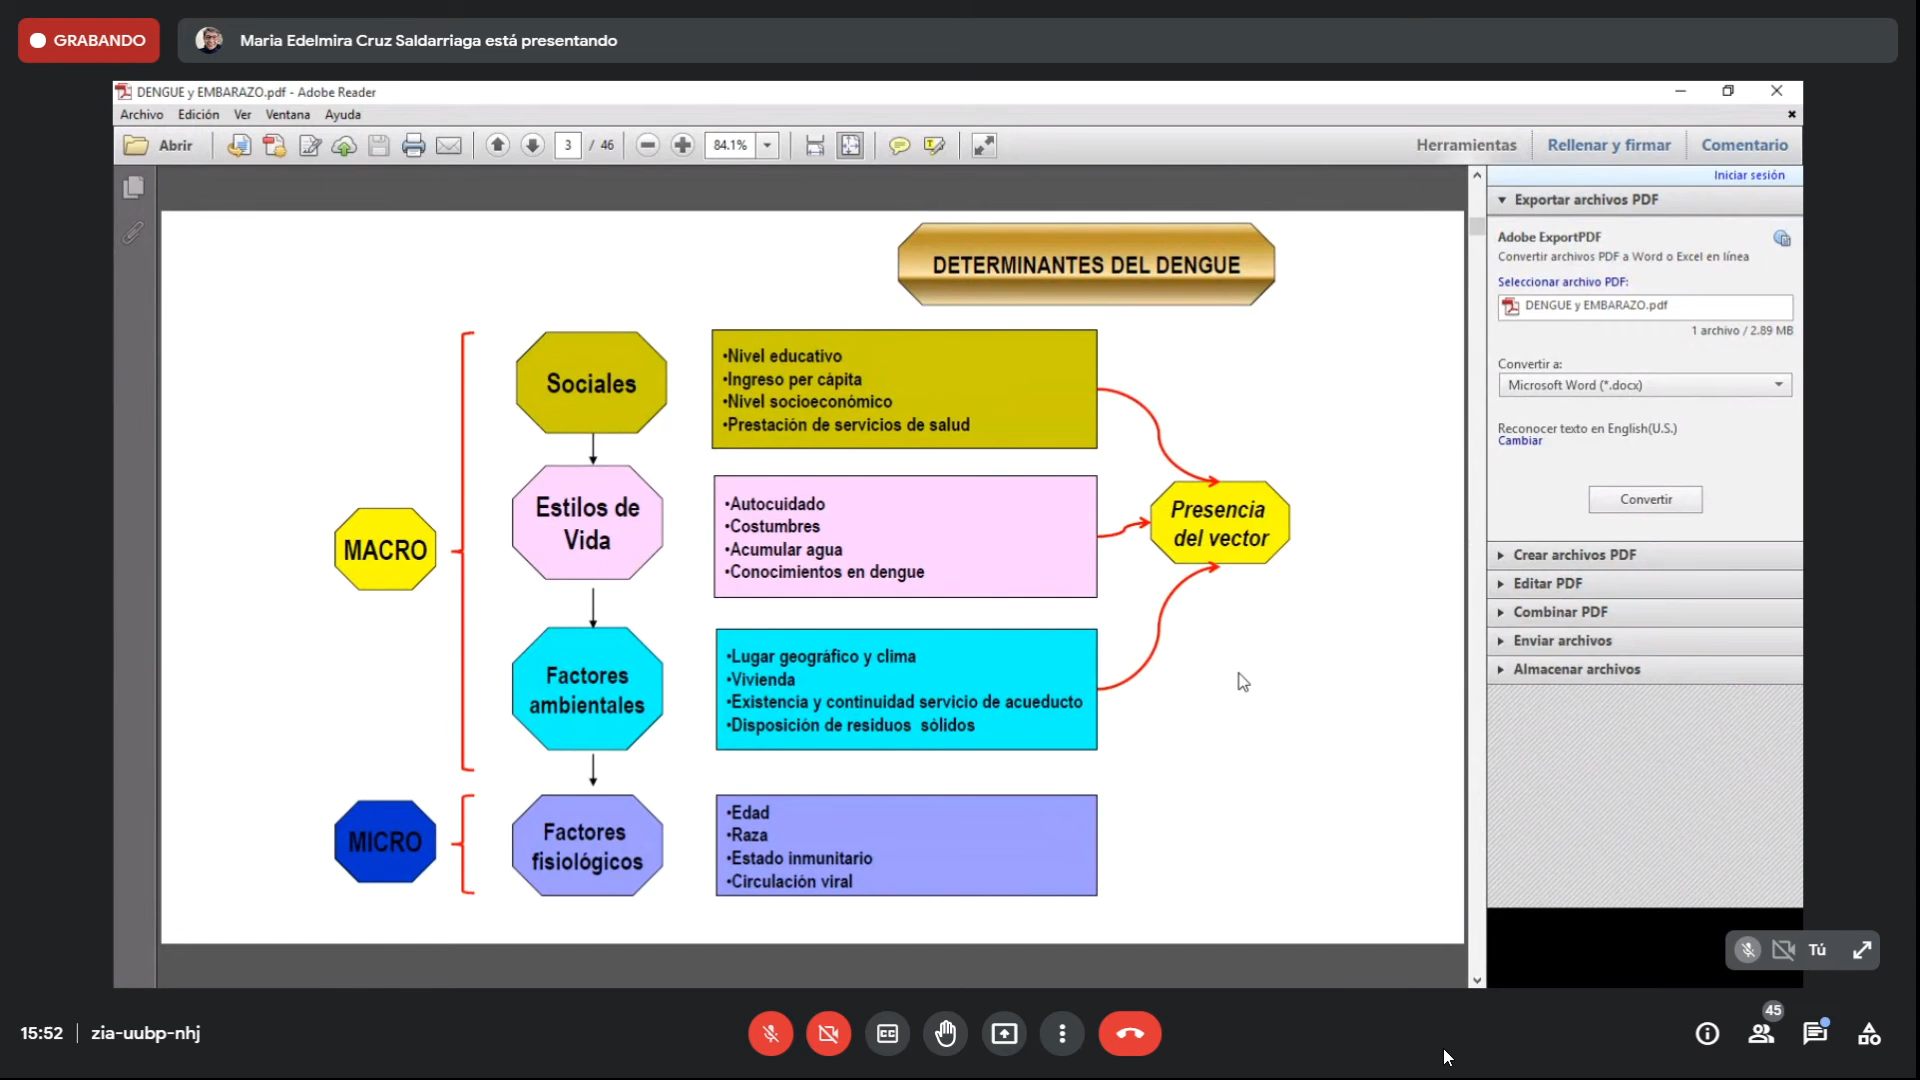 GRABANDO
Maria Edelmira Cruz Saldarriaga está presentando
DENGUE y EMBARAZO.pdf - Adobe Reader
Archivo Edición Ver Ventana Ayuda
Abrir 3 / 46 84.1% Herramientas Rellenar y firmar Comentario
Iniciar sesión
Exportar archivos PDF
Adobe ExportPDF
Convertir archivos PDF a Word o Excel en línea
Seleccionar archivo PDF:
DENGUE y EMBARAZO.pdf
1 archivo / 2.89 MB
Convertir a:
Microsoft Word (*.docx)
Reconocer texto en English(U.S.)
Cambiar
Convertir
Crear archivos PDF
Editar PDF
Combinar PDF
Enviar archivos
Almacenar archivos
DETERMINANTES DEL DENGUE
MACRO
Sociales
•Nivel educativo
•Ingreso per cápita
•Nivel socioeconómico
•Prestación de servicios de salud
Estilos de
Vida
•Autocuidado
•Costumbres
•Acumular agua
•Conocimientos en dengue
Presencia
del vector
Factores
ambientales
•Lugar geográfico y clima
•Vivienda
•Existencia y continuidad servicio de acueducto
•Disposición de residuos sólidos
MICRO
Factores
fisiológicos
•Edad
•Raza
•Estado inmunitario
•Circulación viral
Tú
15:52 zia-uubp-nhj
CC
45